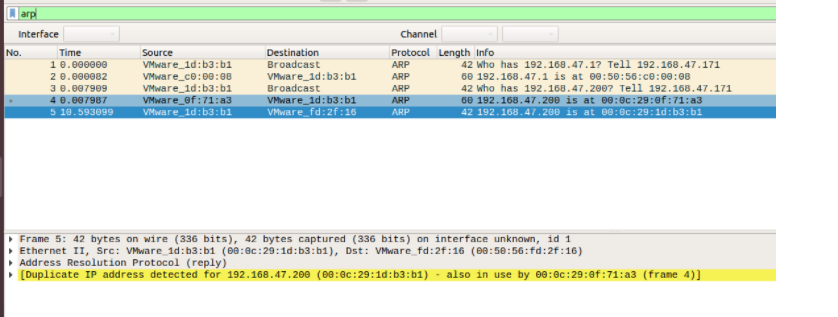 arp
Interface Channel
No. Time Source Destination Protocol Length Info
1 0.000000 VMware_1d:b3:b1 Broadcast ARP 42 Who has 192.168.47.1? Tell 192.168.47.171
2 0.000082 VMware_c0:00:08 VMware_1d:b3:b1 ARP 60 192.168.47.1 is at 00:50:56:c0:00:08
3 0.007909 VMware_1d:b3:b1 Broadcast ARP 42 Who has 192.168.47.200? Tell 192.168.47.171
4 0.007987 VMware_0f:71:a3 VMware_1d:b3:b1 ARP 60 192.168.47.200 is at 00:0c:29:0f:71:a3
5 10.593099 VMware_1d:b3:b1 VMware_fd:2f:16 ARP 42 192.168.47.200 is at 00:0c:29:1d:b3:b1
Frame 5: 42 bytes on wire (336 bits), 42 bytes captured (336 bits) on interface unknown, id 1
Ethernet II, Src: VMware_1d:b3:b1 (00:0c:29:1d:b3:b1), Dst: VMware_fd:2f:16 (00:50:56:fd:2f:16)
Address Resolution Protocol (reply)
[Duplicate IP address detected for 192.168.47.200 (00:0c:29:1d:b3:b1) - also in use by 00:0c:29:0f:71:a3 (frame 4)]